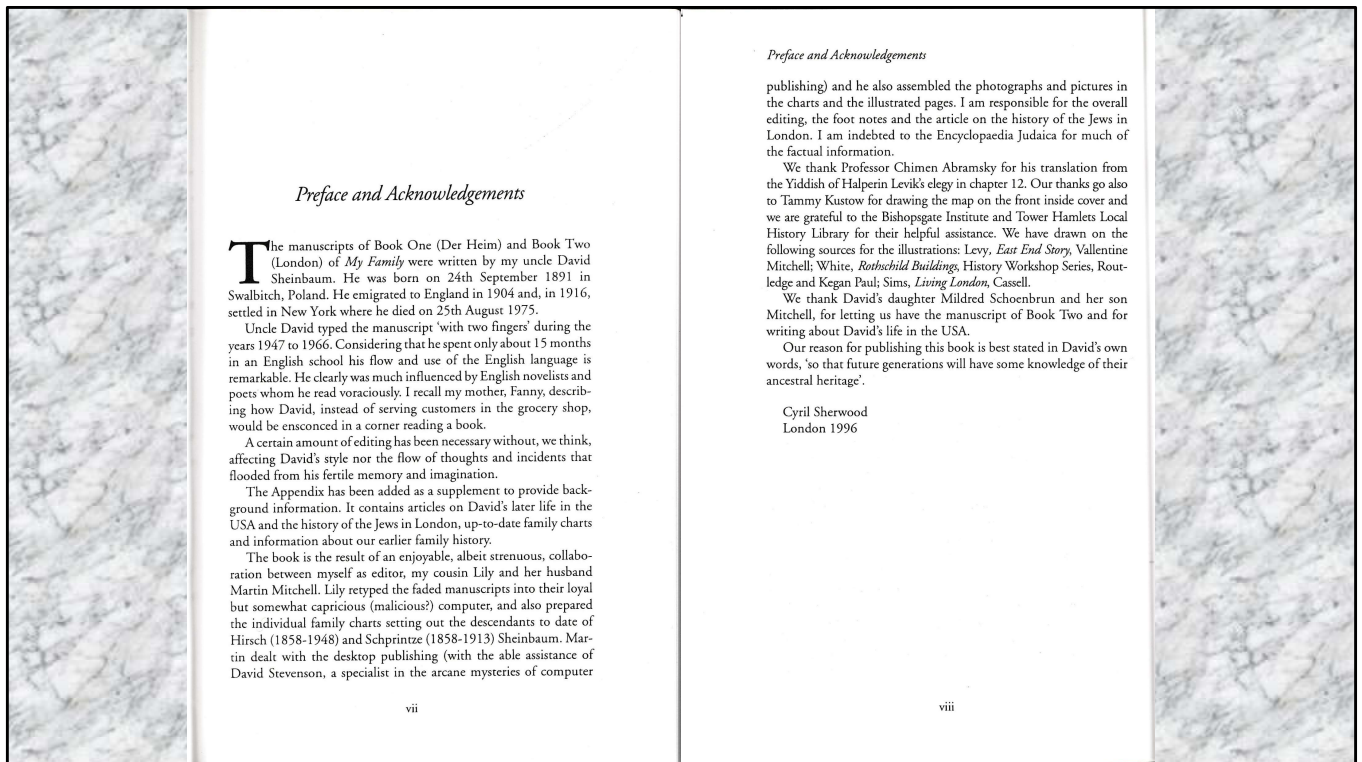 Preface and Acknowledgements
The manuscripts of Book One (Der Heim) and Book Two
(London) of My Family were written by my uncle David
Sheinbaum. He was born on 24th September 1891 in
Swalbitch, Poland. He emigrated to England in 1904 and, in 1916,
settled in New York where he died on 25th August 1975.
Uncle David typed the manuscript 'with two fingers' during the
years 1947 to 1966. Considering that he spent only about 15 months
in an English school his flow and use of the English language is
remarkable. He clearly was much influenced by English novelists and
poets whom he read voraciously. I recall my mother, Fanny, describ-
ing how David, instead of serving customers in the grocery shop,
would be ensconced in a corner reading a book.
A certain amount of editing has been necessary without, we think,
affecting David's style nor the flow of thoughts and incidents that
flooded from his fertile memory and imagination.
The Appendix has been added as a supplement to provide back-
ground information. It contains articles on David's later life in the
USA and the history of the Jews in London, up-to-date family charts
and information about our earlier family history.
The book is the result of an enjoyable, albeit strenuous, collabo-
ration between myself as editor, my cousin Lily and her husband
Martin Mitchell. Lily retyped the faded manuscripts into their loyal
but somewhat capricious (malicious?) computer, and also prepared
the individual family charts setting out the descendants to date of
Hirsch (1858-1948) and Schprintze (1858-1913) Sheinbaum. Mar-
tin dealt with the desktop publishing (with the able assistance of
David Stevenson, a specialist in the arcane mysteries of computer
vii
Preface and Acknowledgements
publishing) and he also assembled the photographs and pictures in
the charts and the illustrated pages. I am responsible for the overall
editing, the foot notes and the article on the history of the Jews in
London. I am indebted to the Encyclopaedia Judaica for much of
the factual information.
We thank Professor Chimen Abramsky for his translation from
the Yiddish of Halperin Levik's elegy in chapter 12. Our thanks go also
to Tammy Kustow for drawing the map on the front inside cover and
we are grateful to the Bishopsgate Institute and Tower Hamlets Local
History Library for their helpful assistance. We have drawn on the
following sources for the illustrations: Levy, East End Story, Vallentine
Mitchell; White, Rothschild Buildings, History Workshop Series, Rout-
ledge and Kegan Paul; Sims, Living London, Cassell.
We thank David's daughter Mildred Schoenbrun and her son
Mitchell, for letting us have the manuscript of Book Two and for
writing about David's life in the USA.
Our reason for publishing this book is best stated in David's own
words, 'so that future generations will have some knowledge of their
ancestral heritage'.
Cyril Sherwood
London 1996
viii